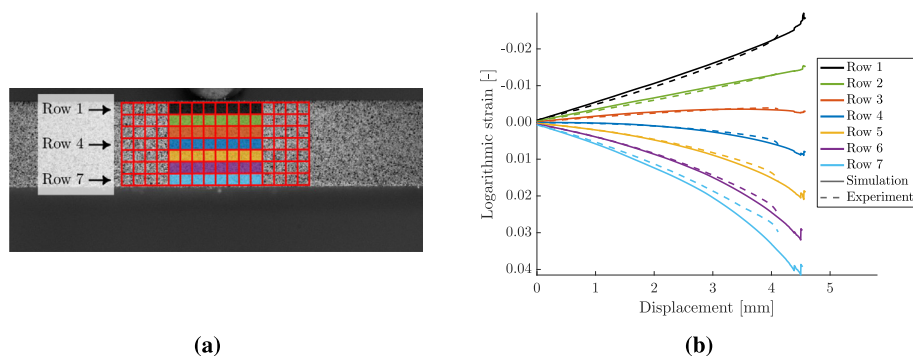 Row 1
Row 4
Row 7
(a)
-0.02
-0.01
0.00
0.01
0.02
0.03
0.04
Logarithmic strain [-]
0 1 2 3 4 5
Displacement [mm]
Row 1
Row 2
Row 3
Row 4
Row 5
Row 6
Row 7
Simulation
Experiment
(b)